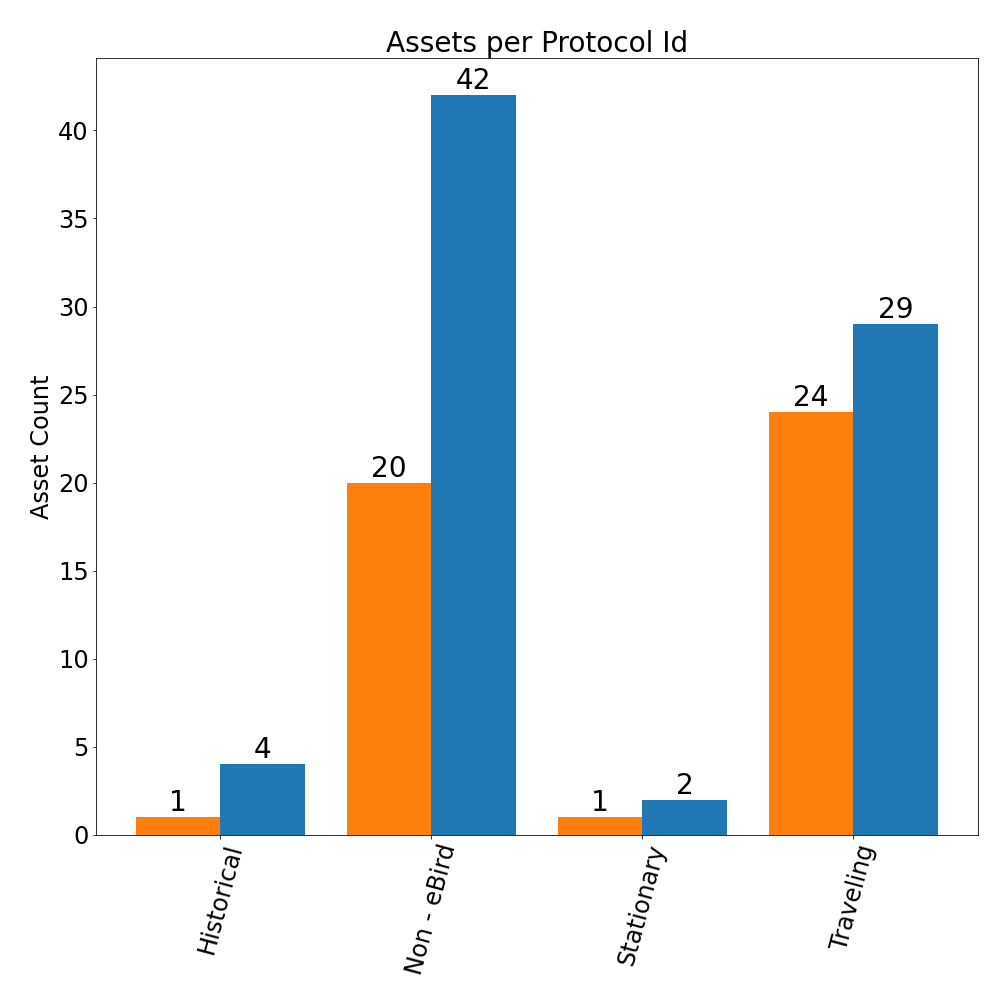 Assets per Protocol Id
42
40
35
30
29
25
24
Asset Count
20
20
15
10
5
4
1
1
2
0
Historical
Non - eBird
Stationary
Traveling